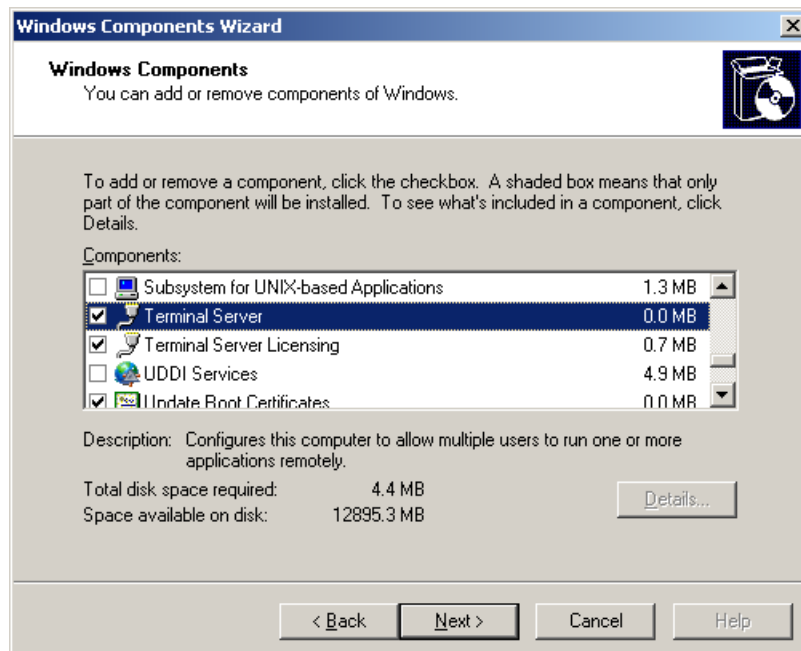 Windows Components Wizard
Windows Components
You can add or remove components of Windows.
To add or remove a component, click the checkbox. A shaded box means that only
part of the component will be installed. To see what's included in a component, click
Details.
Components:
Subsystem for UNIX-based Applications 1.3 MB
Terminal Server 0.0 MB
Terminal Server Licensing 0.7 MB
UDDI Services 4.9 MB
Update Root Certificates 0.0 MB
Description: Configures this computer to allow multiple users to run one or more
applications remotely.
Total disk space required: 4.4 MB
Space available on disk: 12895.3 MB
Details...
< Back Next > Cancel Help